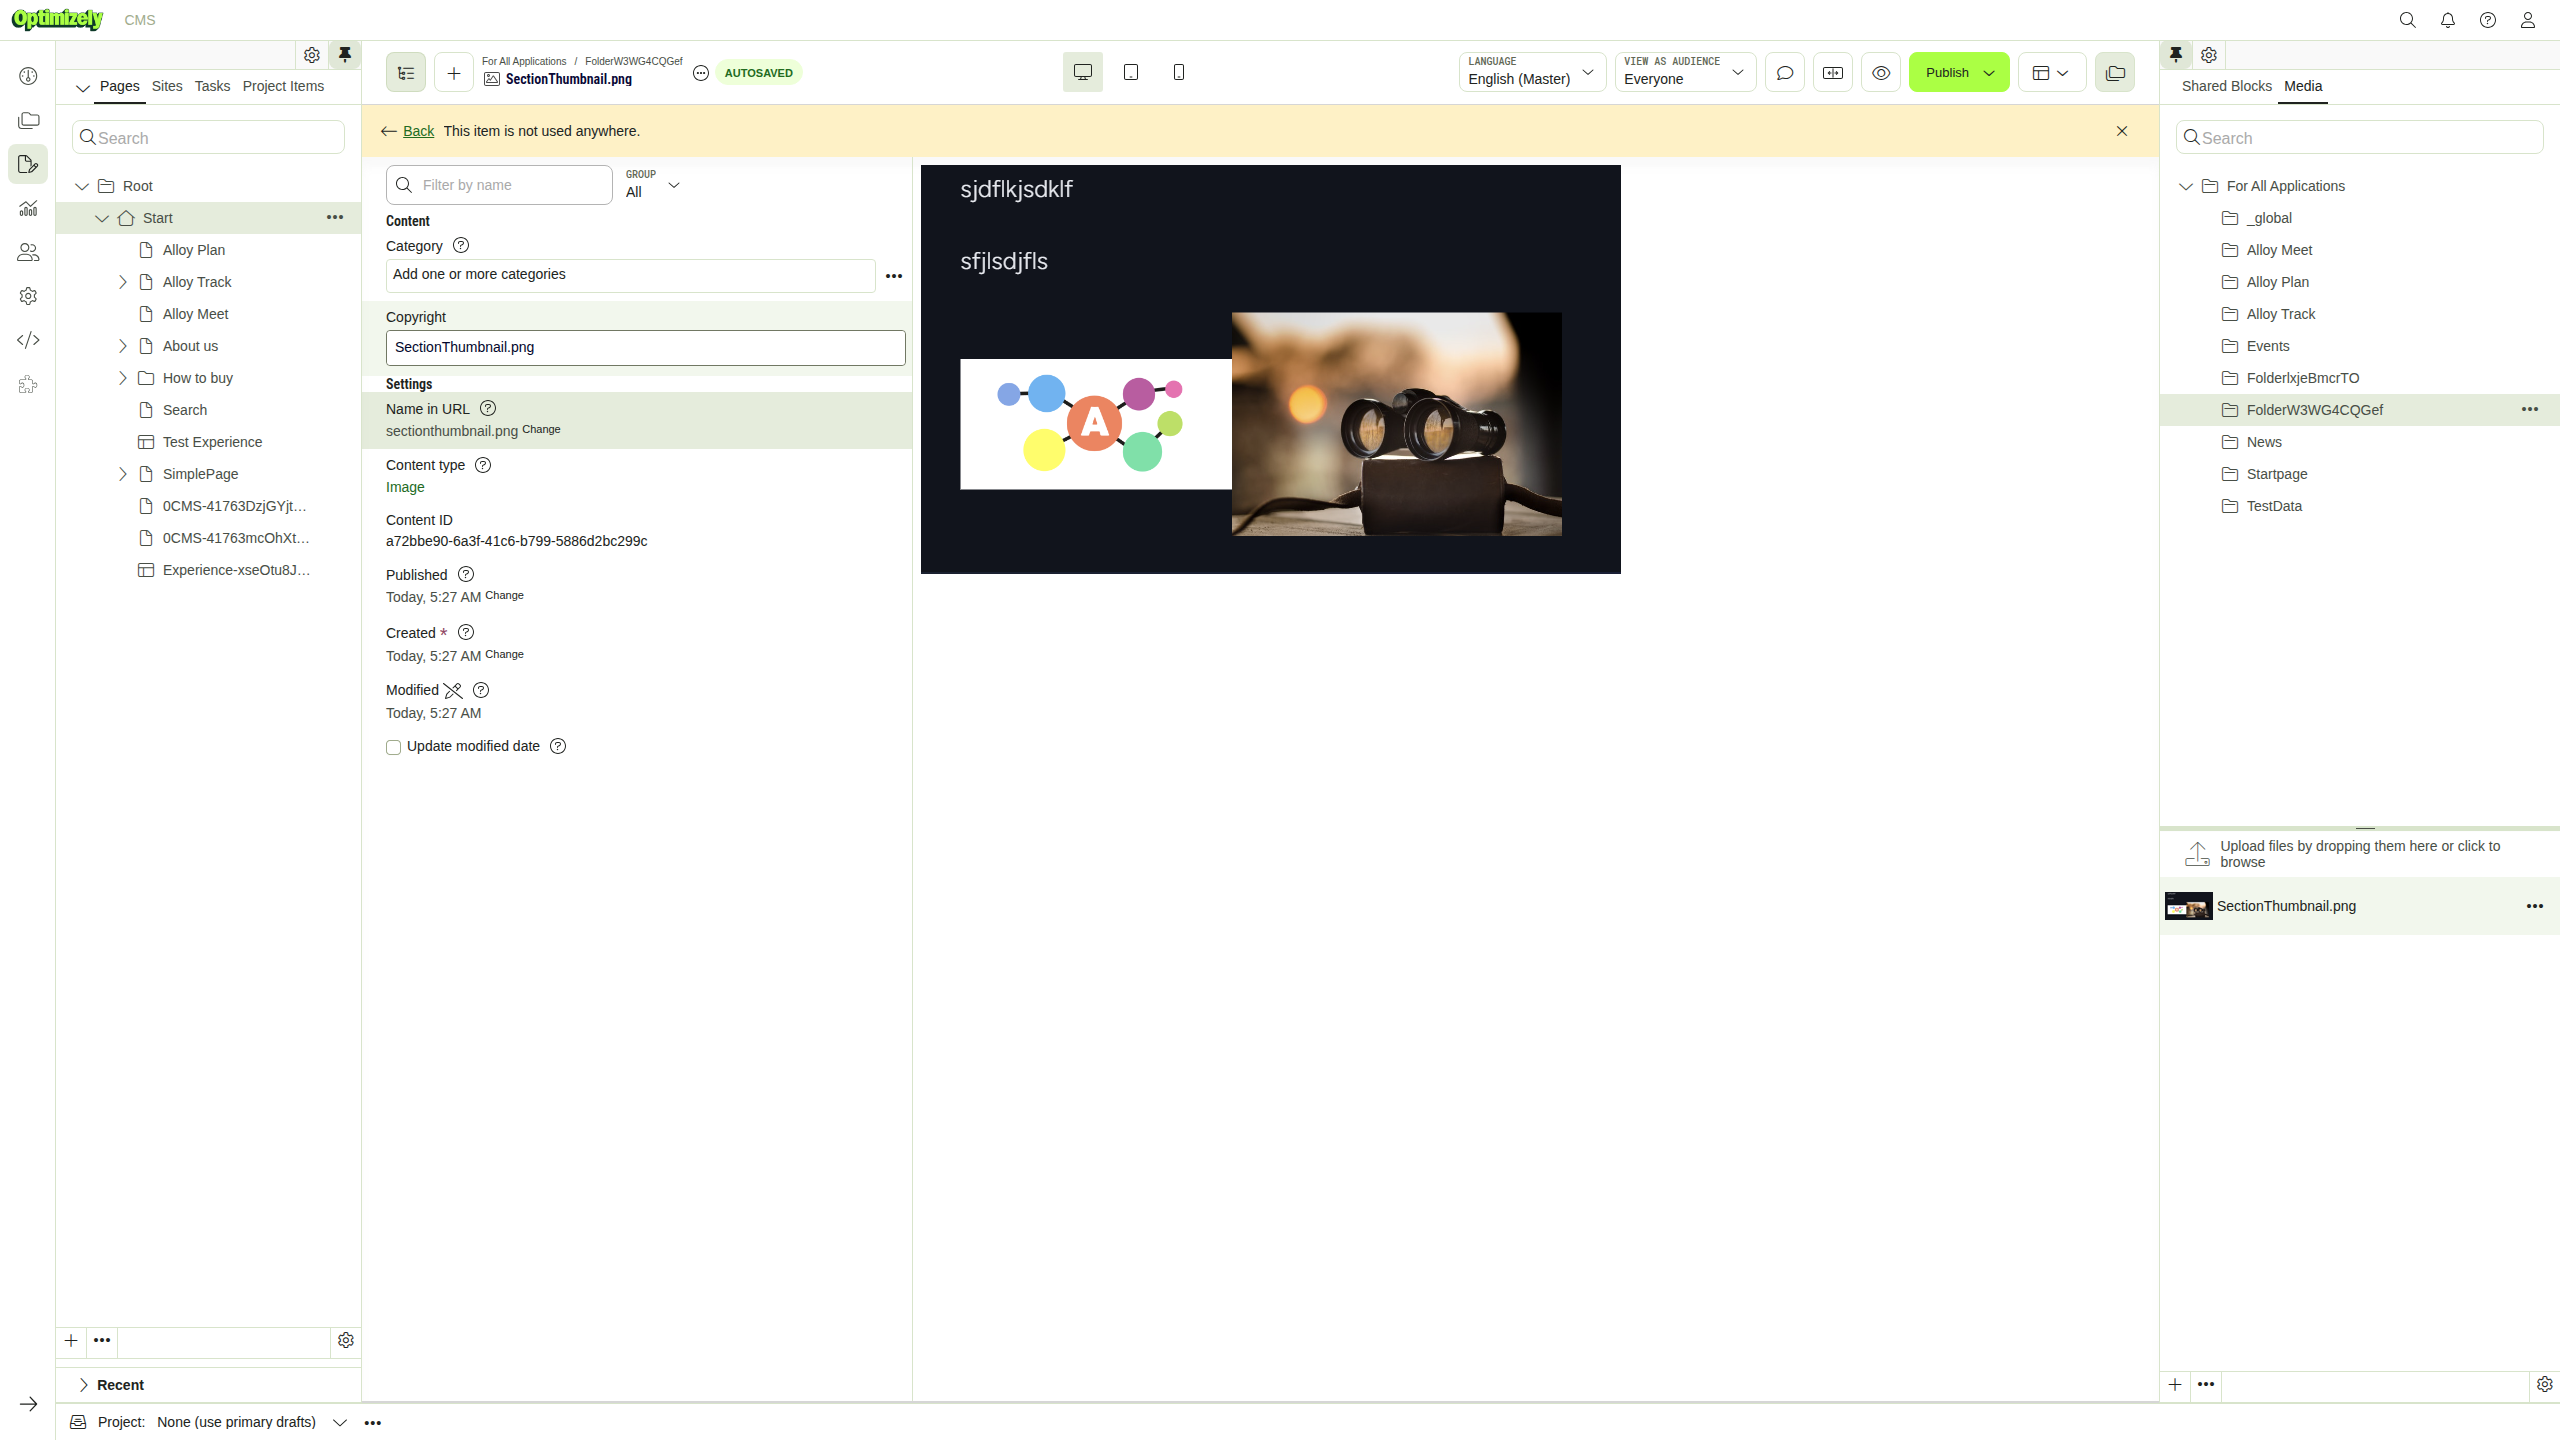 Optimizely CMS
Pages Sites Tasks Project Items
Search
Root
Start
Alloy Plan
Alloy Track
Alloy Meet
About us
How to buy
Search
Test Experience
SimplePage
0CMS-41763DzjGYjt…
0CMS-41763mcOhXt…
Experience-xseOtu8J…
Recent
Project: None (use primary drafts)
For All Applications / FolderW3WG4CQGef
SectionThumbnail.png
AUTOSAVED
LANGUAGE
English (Master)
VIEW AS AUDIENCE
Everyone
Publish
Back This item is not used anywhere.
Filter by name
GROUP
All
Content
Category
Add one or more categories
Copyright
SectionThumbnail.png
Settings
Name in URL
sectionthumbnail.png Change
Content type
Image
Content ID
a72bbe90-6a3f-41c6-b799-5886d2bc299c
Published
Today, 5:27 AM Change
Created *
Today, 5:27 AM Change
Modified
Today, 5:27 AM
Update modified date
sjdflkjsdklf
sfjlsdjfls
A
Shared Blocks Media
Search
For All Applications
_global
Alloy Meet
Alloy Plan
Alloy Track
Events
FolderlxjeBmcrTO
FolderW3WG4CQGef
News
Startpage
TestData
Upload files by dropping them here or click to
browse
SectionThumbnail.png